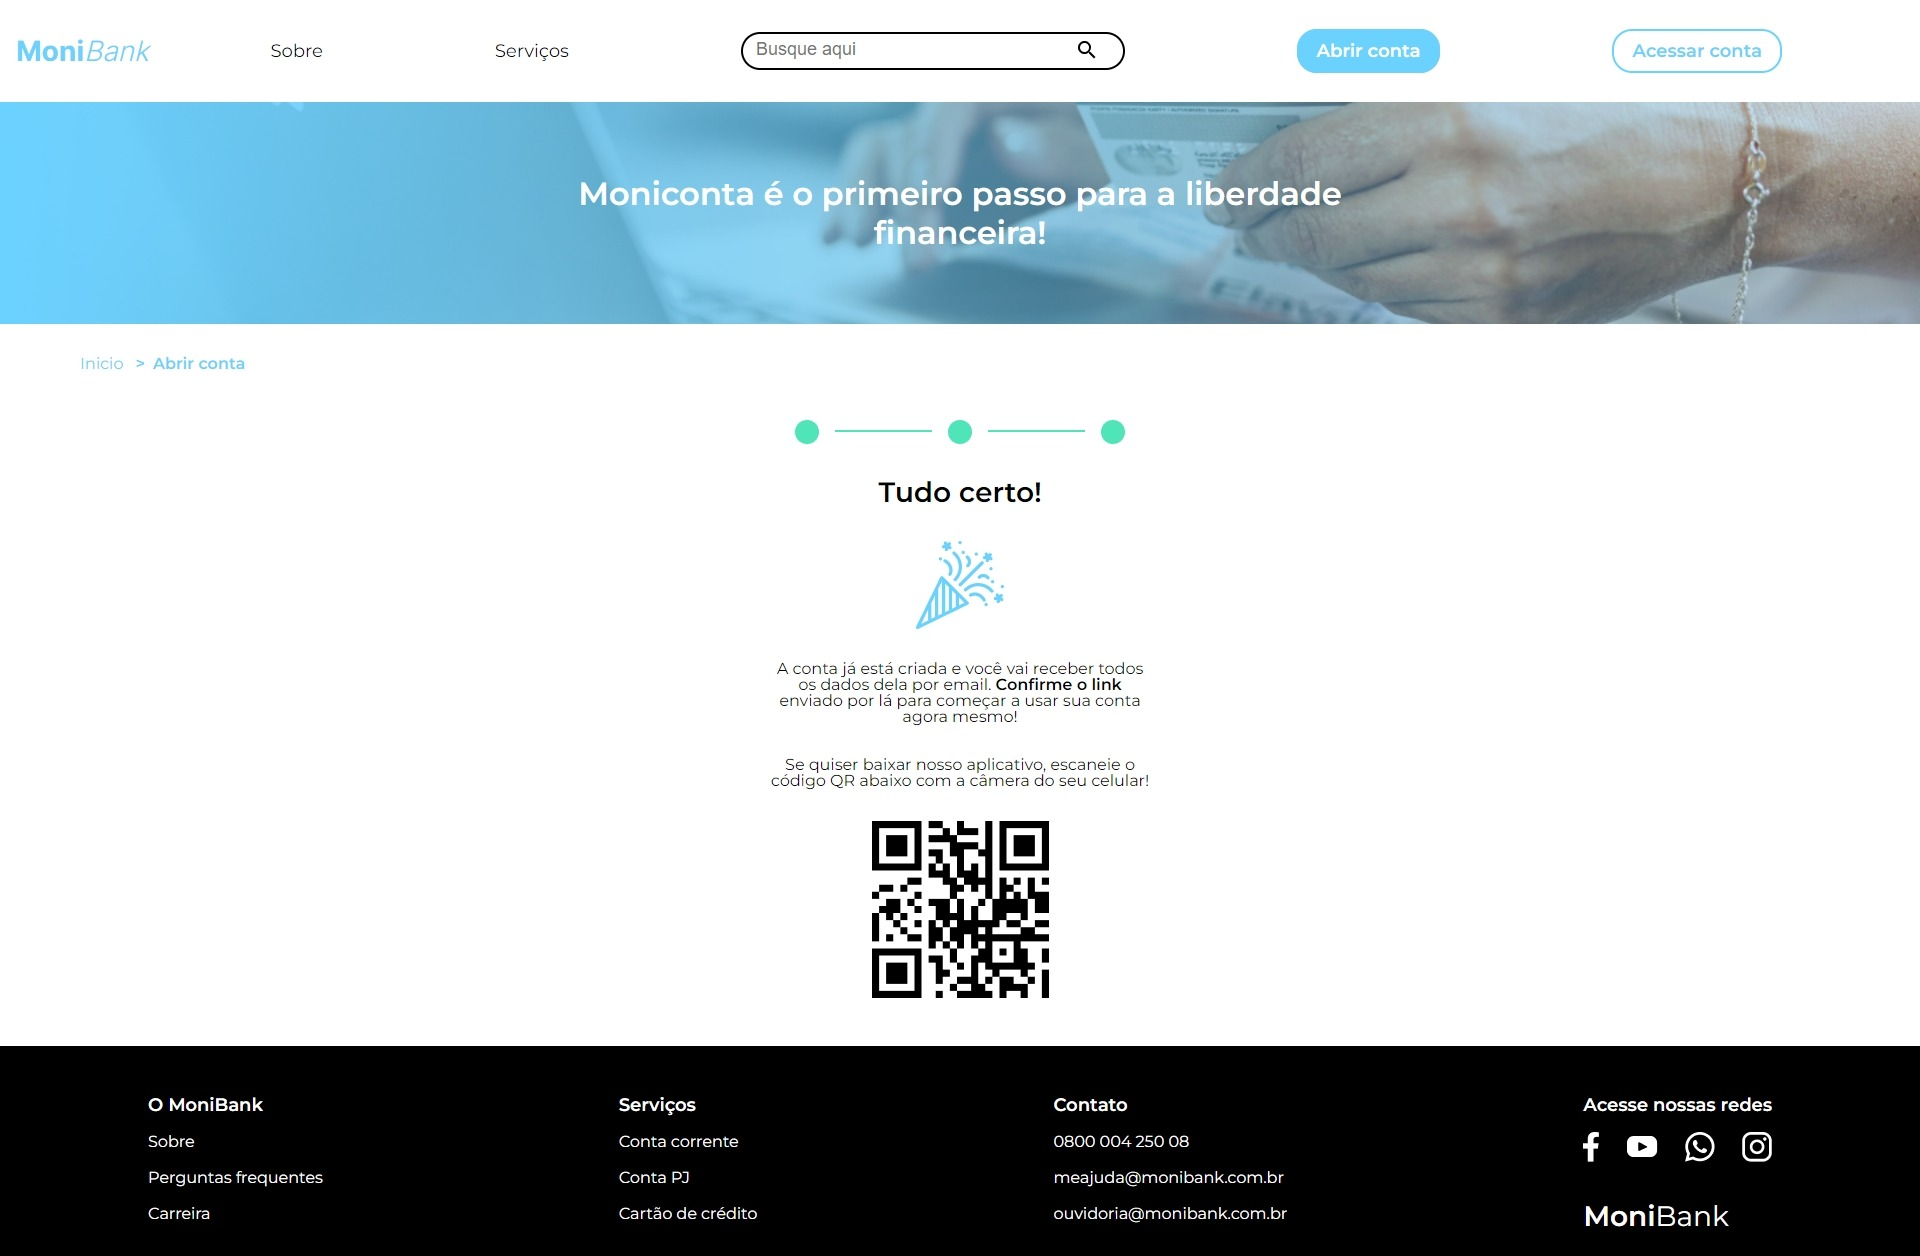 MoniBank
Sobre
Serviços
Busque aqui
Abrir conta
Acessar conta
Moniconta é o primeiro passo para a liberdade
financeira!
Inicio > Abrir conta
Tudo certo!
A conta já está criada e você vai receber todos
os dados dela por email. Confirme o link
enviado por lá para começar a usar sua conta
agora mesmo!
Se quiser baixar nosso aplicativo, escaneie o
código QR abaixo com a câmera do seu celular!
O MoniBank
Sobre
Perguntas frequentes
Carreira
Serviços
Conta corrente
Conta PJ
Cartão de crédito
Contato
0800 004 250 08
meajuda@monibank.com.br
ouvidoria@monibank.com.br
Acesse nossas redes
MoniBank